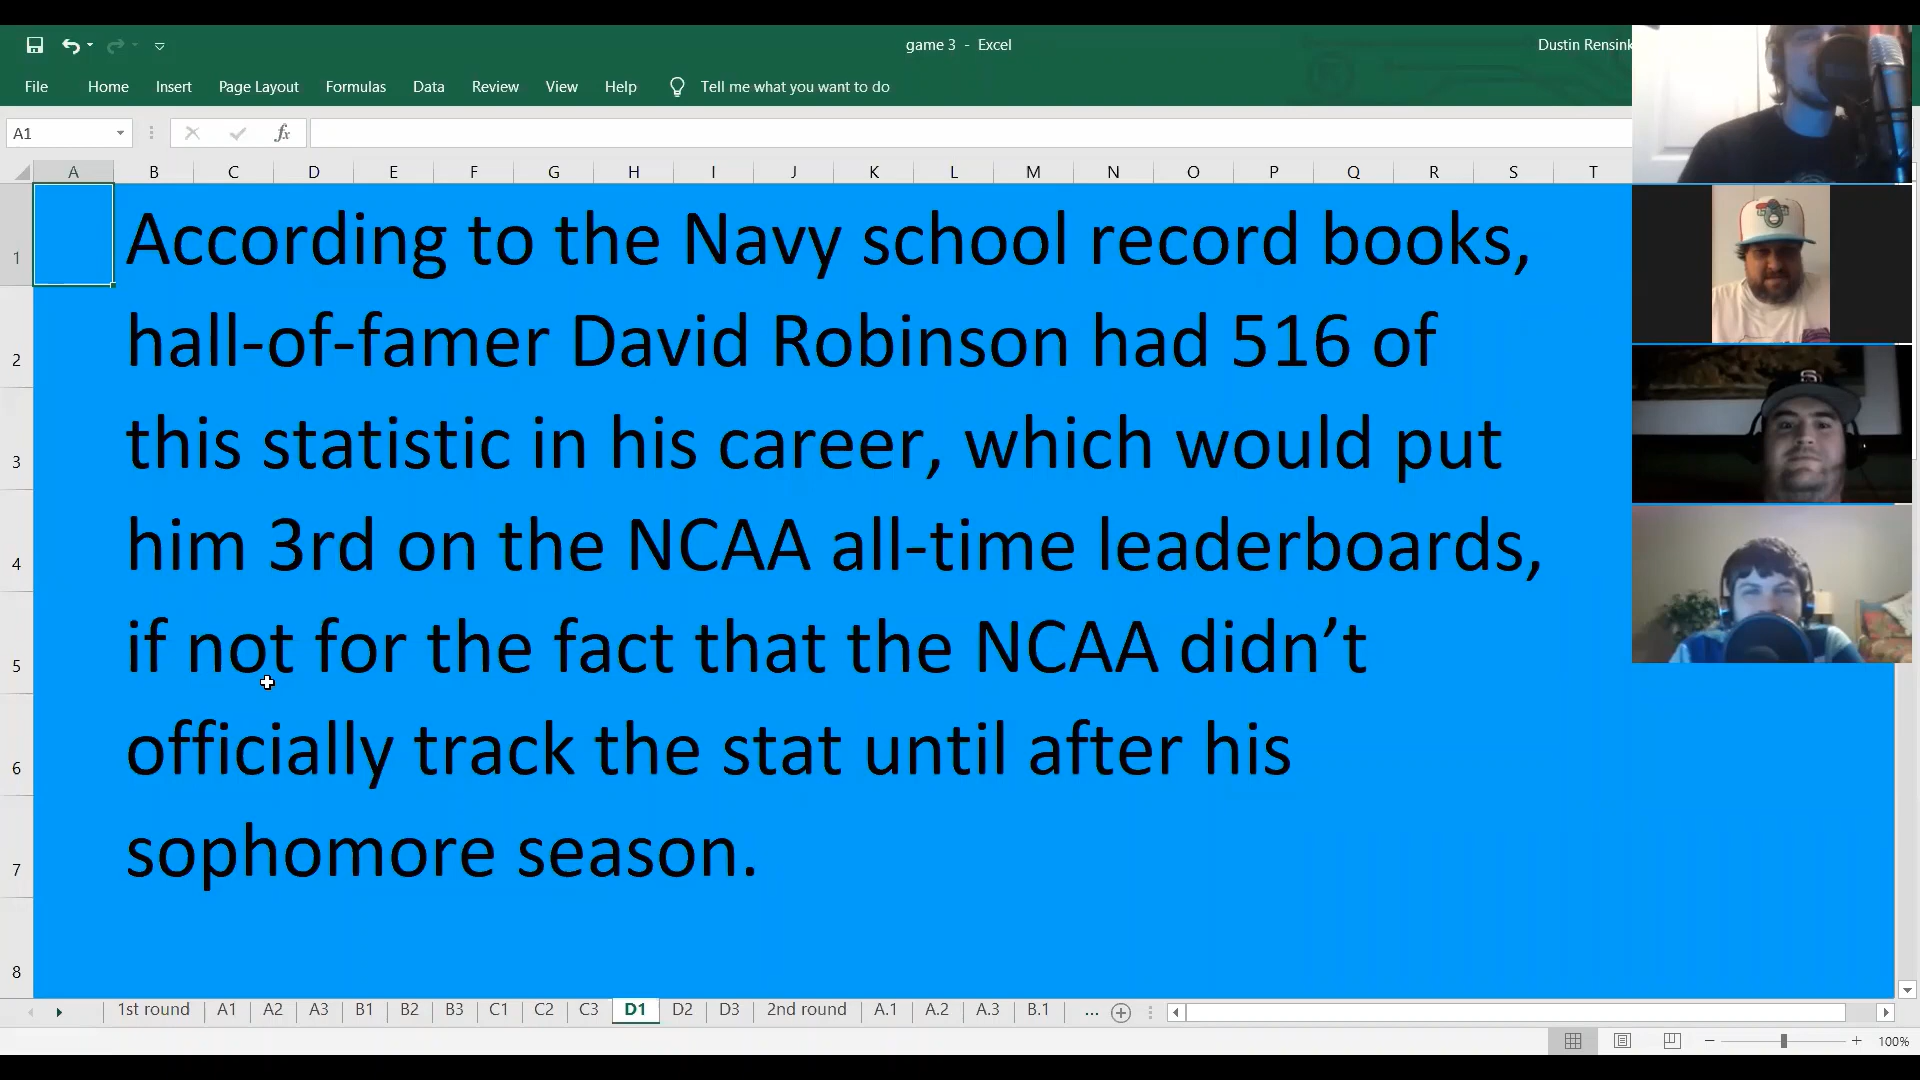 game 3 - Excel
Dustin Rensink
File Home Insert Page Layout Formulas Data Review View Help Tell me what you want to do
A1
fx
A B C D E F G H I J K L M N O P Q R S T
1 According to the Navy school record books,
2 hall-of-famer David Robinson had 516 of
3 this statistic in his career, which would put
4 him 3rd on the NCAA all-time leaderboards,
5 if not for the fact that the NCAA didn’t
6 officially track the stat until after his
7 sophomore season.
8
1st round A1 A2 A3 B1 B2 B3 C1 C2 C3 D1 D2 D3 2nd round A.1 A.2 A.3 B.1 ...
100%